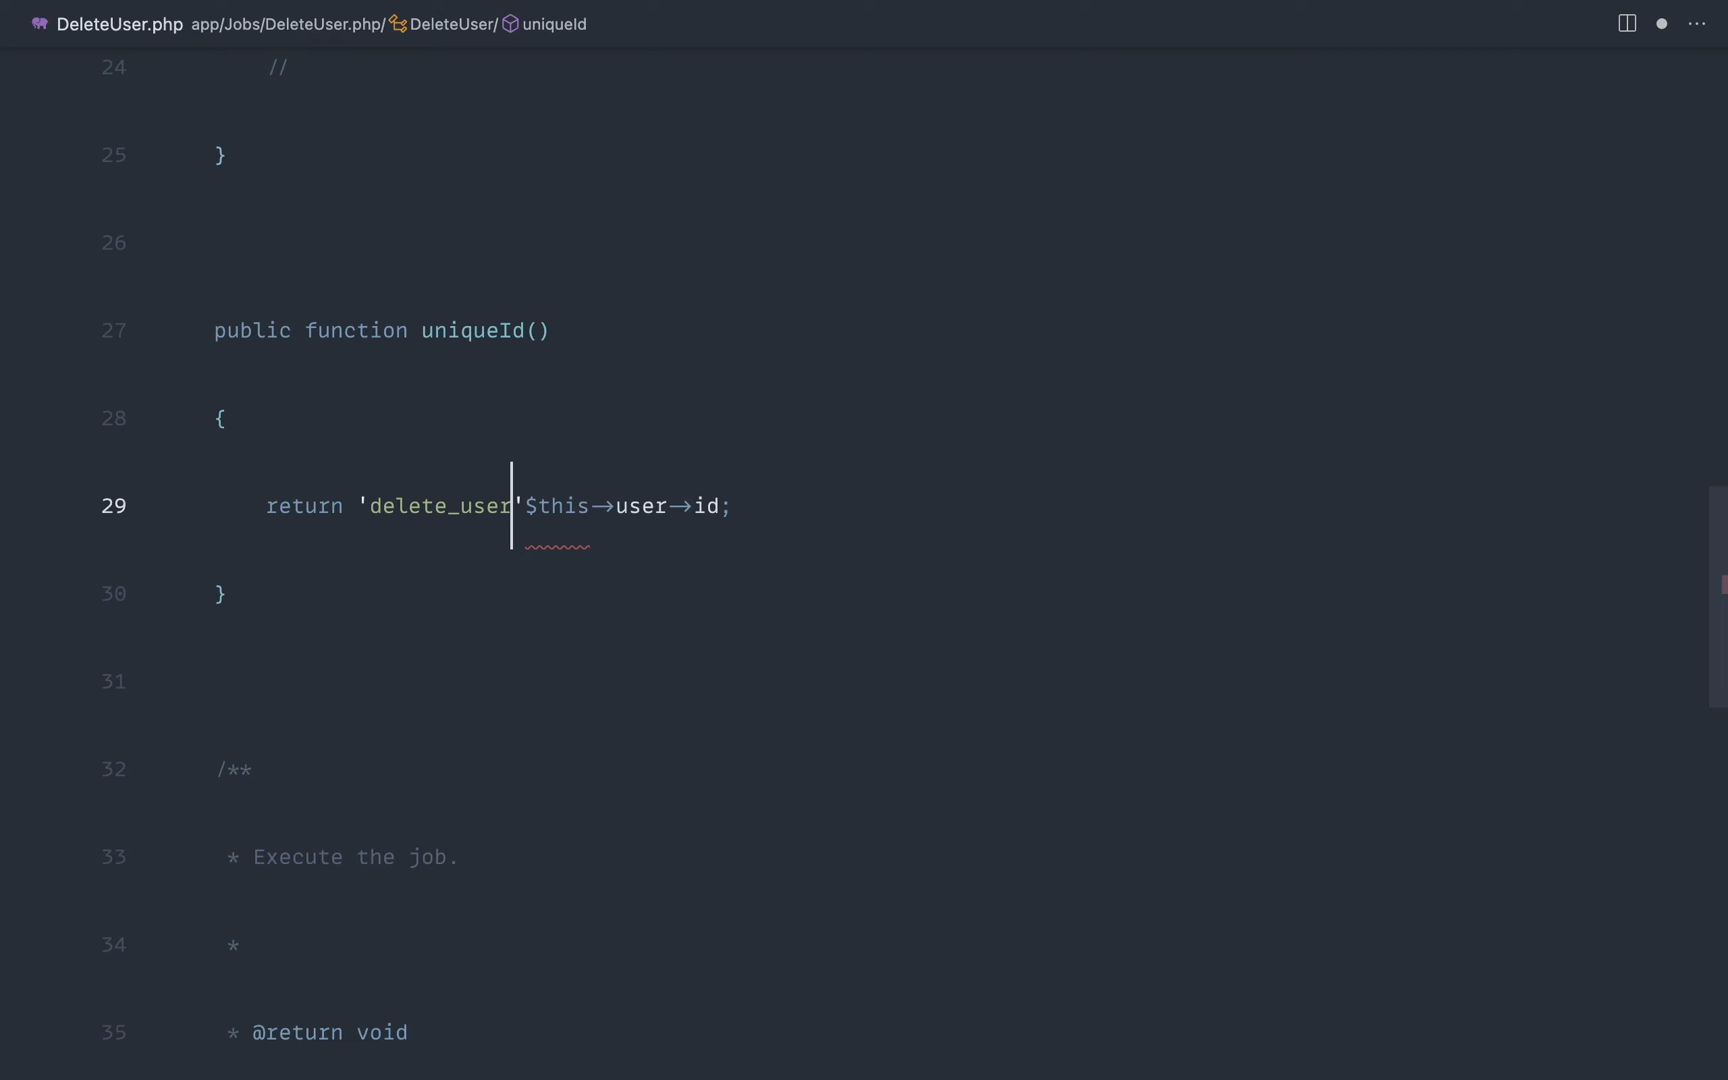 DeleteUser.php app/Jobs/DeleteUser.php/ DeleteUser/ uniqueId
24 //
25 }
26
27 public function uniqueId()
28 {
29 return 'delete_user'$this->user->id;
30 }
31
32 /**
33 * Execute the job.
34 *
35 * @return void